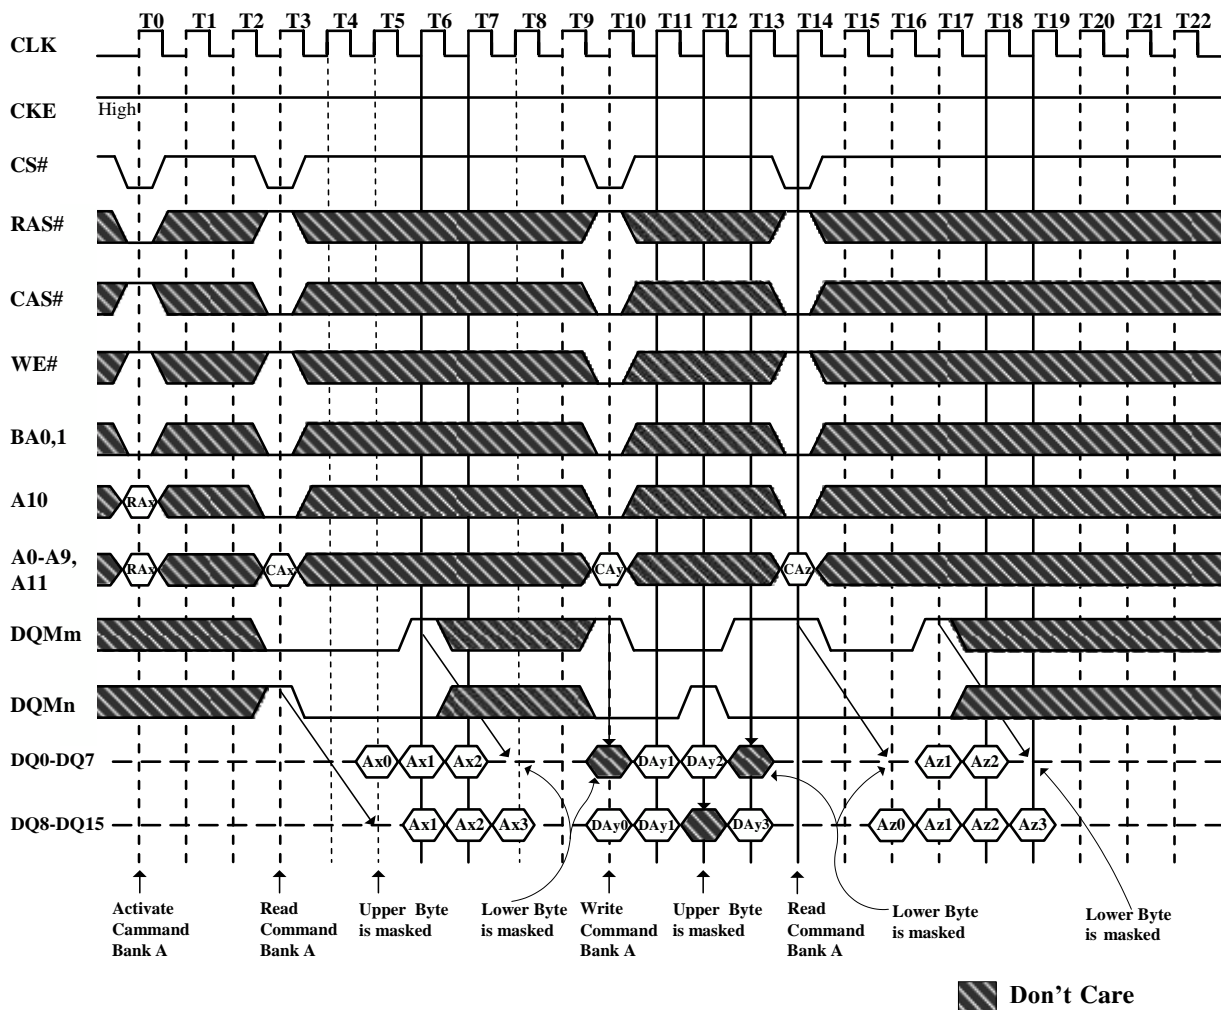 T0 T1 T2 T3 T4 T5 T6 T7 T8 T9 T10 T11 T12 T13 T14 T15 T16 T17 T18 T19 T20 T21 T22
CLK
CKE High
CS#
RAS#
CAS#
WE#
BA0,1
A10 RAx
A0-A9,
A11 RAx CAx CAy CAz
DQMm
DQMn
DQ0-DQ7 Ax0 Ax1 Ax2 DAy1 DAy2 Az1 Az2
DQ8-DQ15 Ax1 Ax2 Ax3 DAy0 DAy1 DAy3 Az0 Az1 Az2 Az3
Activate
Cammand
Bank A
Read
Command
Bank A
Upper Byte
is masked
Lower Byte
is masked
Write
Command
Bank A
Upper Byte
is masked
Read
Command
Bank A
Lower Byte
is masked
Lower Byte
is masked
Don't Care